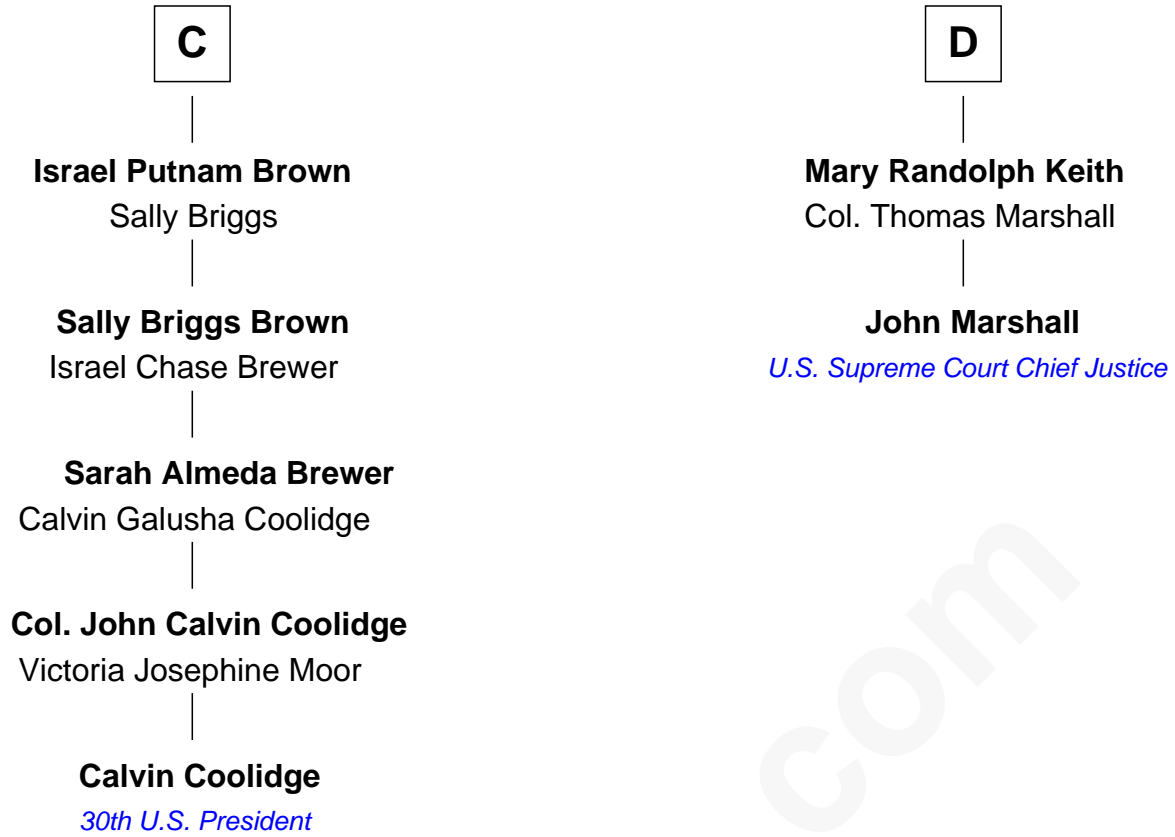 C
Israel Putnam Brown
Sally Briggs
Sally Briggs Brown
Israel Chase Brewer
Sarah Almeda Brewer
Calvin Galusha Coolidge
Col. John Calvin Coolidge
Victoria Josephine Moor
Calvin Coolidge
30th U.S. President
D
Mary Randolph Keith
Col. Thomas Marshall
John Marshall
U.S. Supreme Court Chief Justice
com